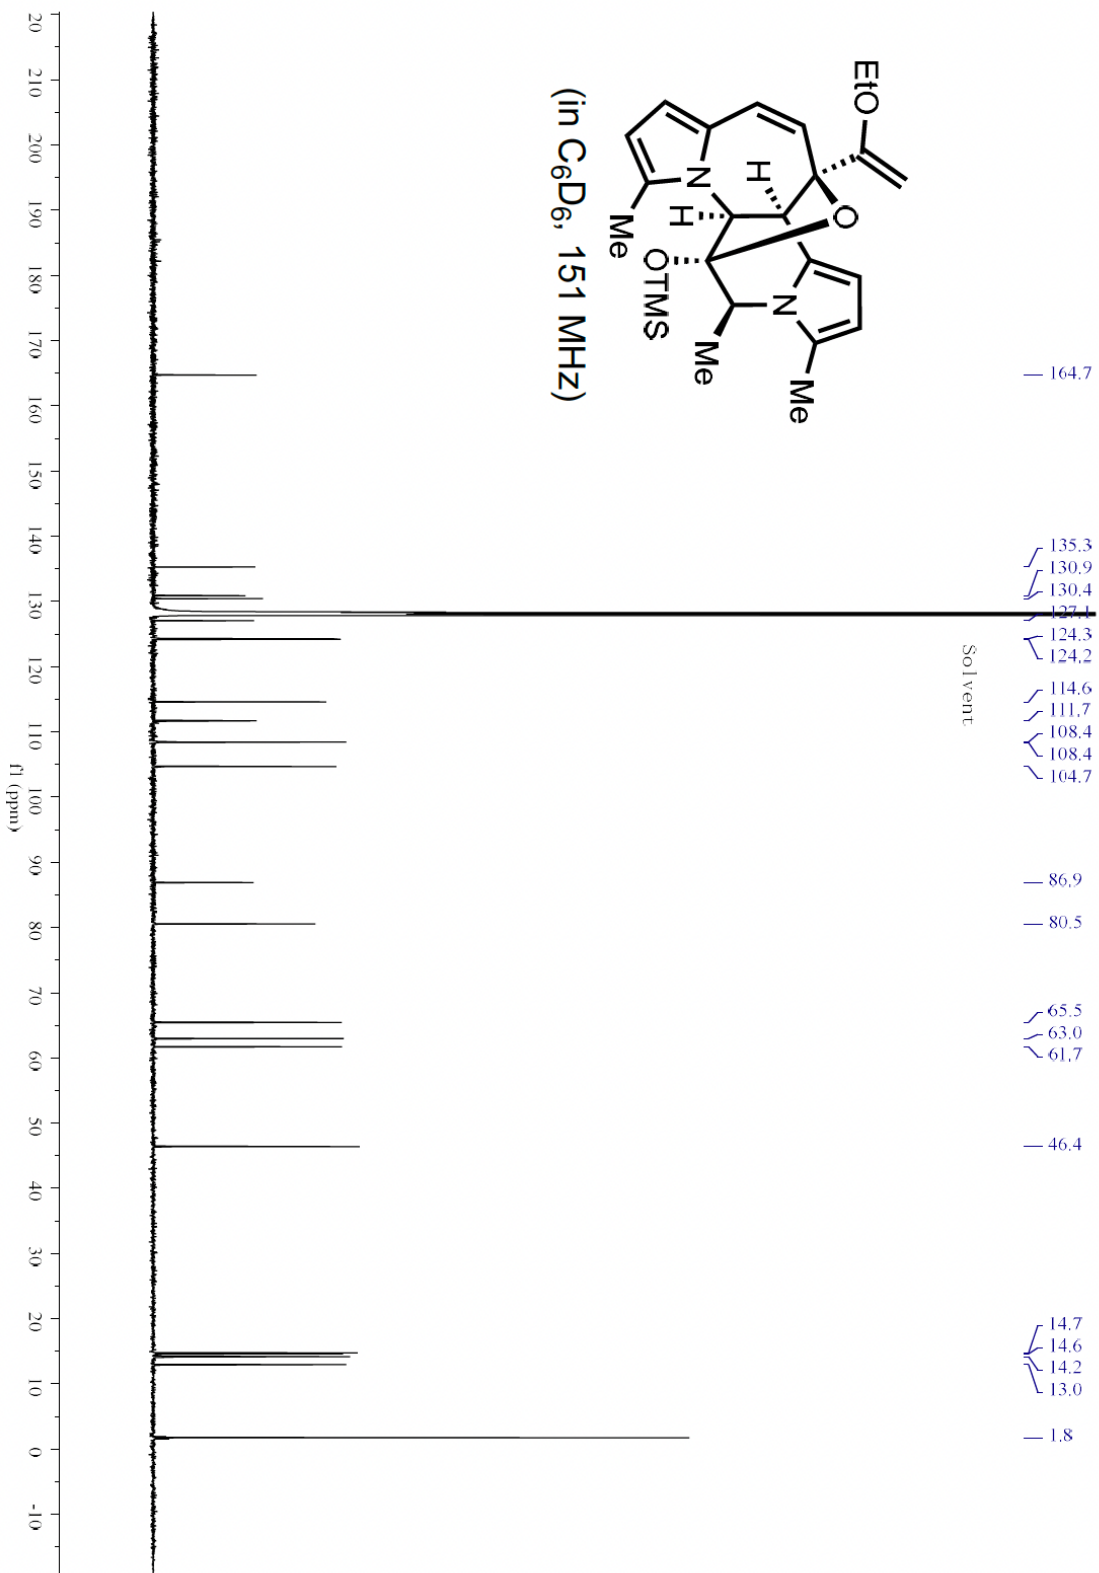 EtO
O
H
N
H
Me
OTMS
N
Me
Me
(in C₆D₆, 151 MHz)
164.7
135.3
130.9
130.4
127.1
124.3
124.2
114.6
111.7
108.4
108.4
104.7
86.9
80.5
65.5
63.0
61.7
46.4
14.7
14.6
14.2
13.0
1.8
Solvent
20 210 200 190 180 170 160 150 140 130 120 110 100 90 80 70 60 50 40 30 20 10 0 -10
f1 (ppm)